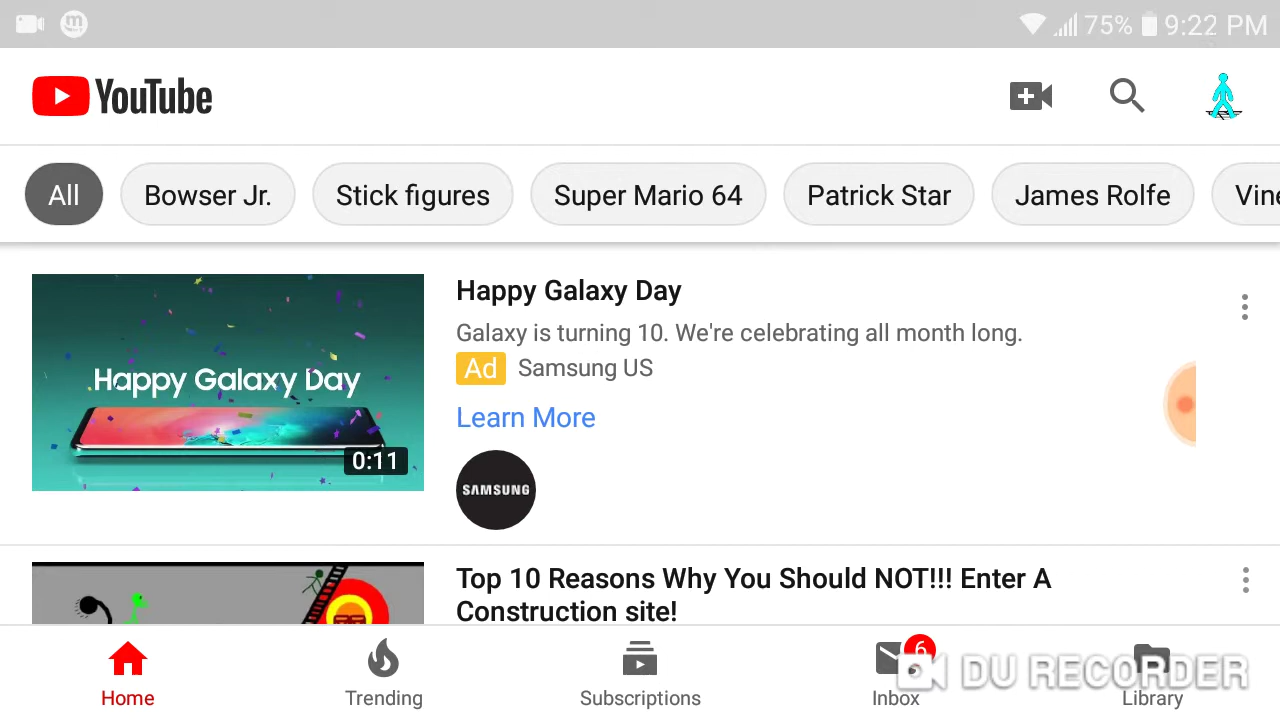 75% 9:22 PM
YouTube
All Bowser Jr. Stick figures Super Mario 64 Patrick Star James Rolfe Vine
Happy Galaxy Day
Galaxy is turning 10. We're celebrating all month long.
Ad Samsung US
Learn More
SAMSUNG
Happy Galaxy Day
0:11
Top 10 Reasons Why You Should NOT!!! Enter A
Construction site!
6
DU RECORDER
Home Trending Subscriptions Inbox Library